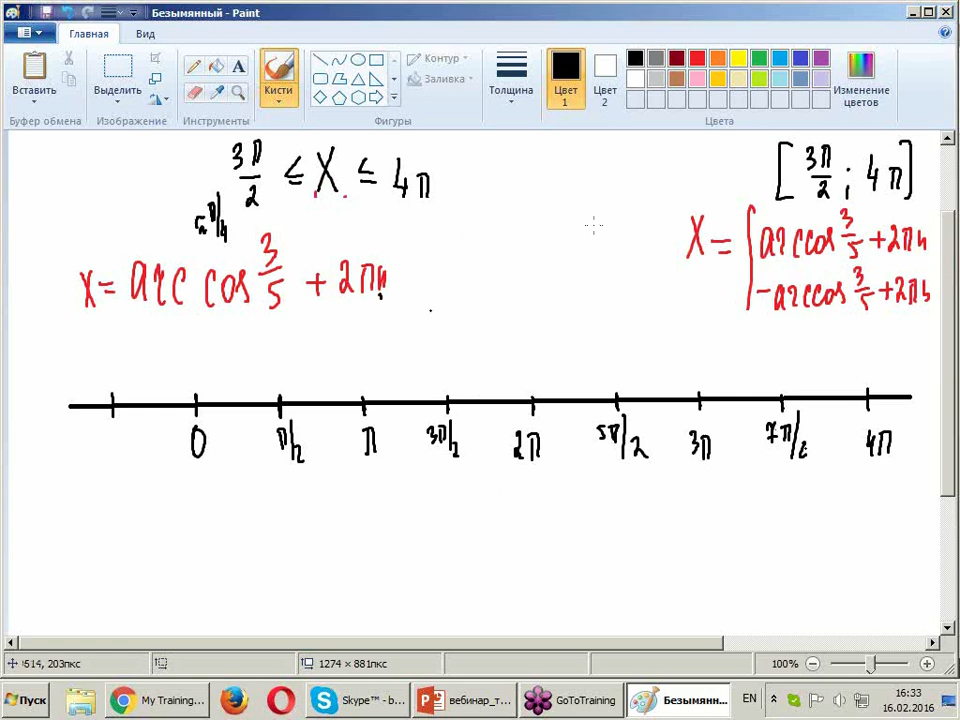 Безымянный - Paint
Главная Вид
Контур
Заливка
Вставить Выделить Кисти Толщина Цвет 1 Цвет 2 Изменение цветов
Буфер обмена Изображение Инструменты Фигуры Цвета
3π/2 ≤ X ≤ 4π
[3π/2 ; 4π]
π/4
x = arccos 3/5 + 2πn
X = [arccos 3/5 + 2πn
-arccos 3/5 + 2πn
0 π/2 π 3π/2 2π 5π/2 3π 7π/2 4π
514, 203пкс 1274 × 881пкс 100%
Пуск My Training... Skype™ - b... вебинар_т... GoToTraining Безымянн... EN 16:33
16.02.2016